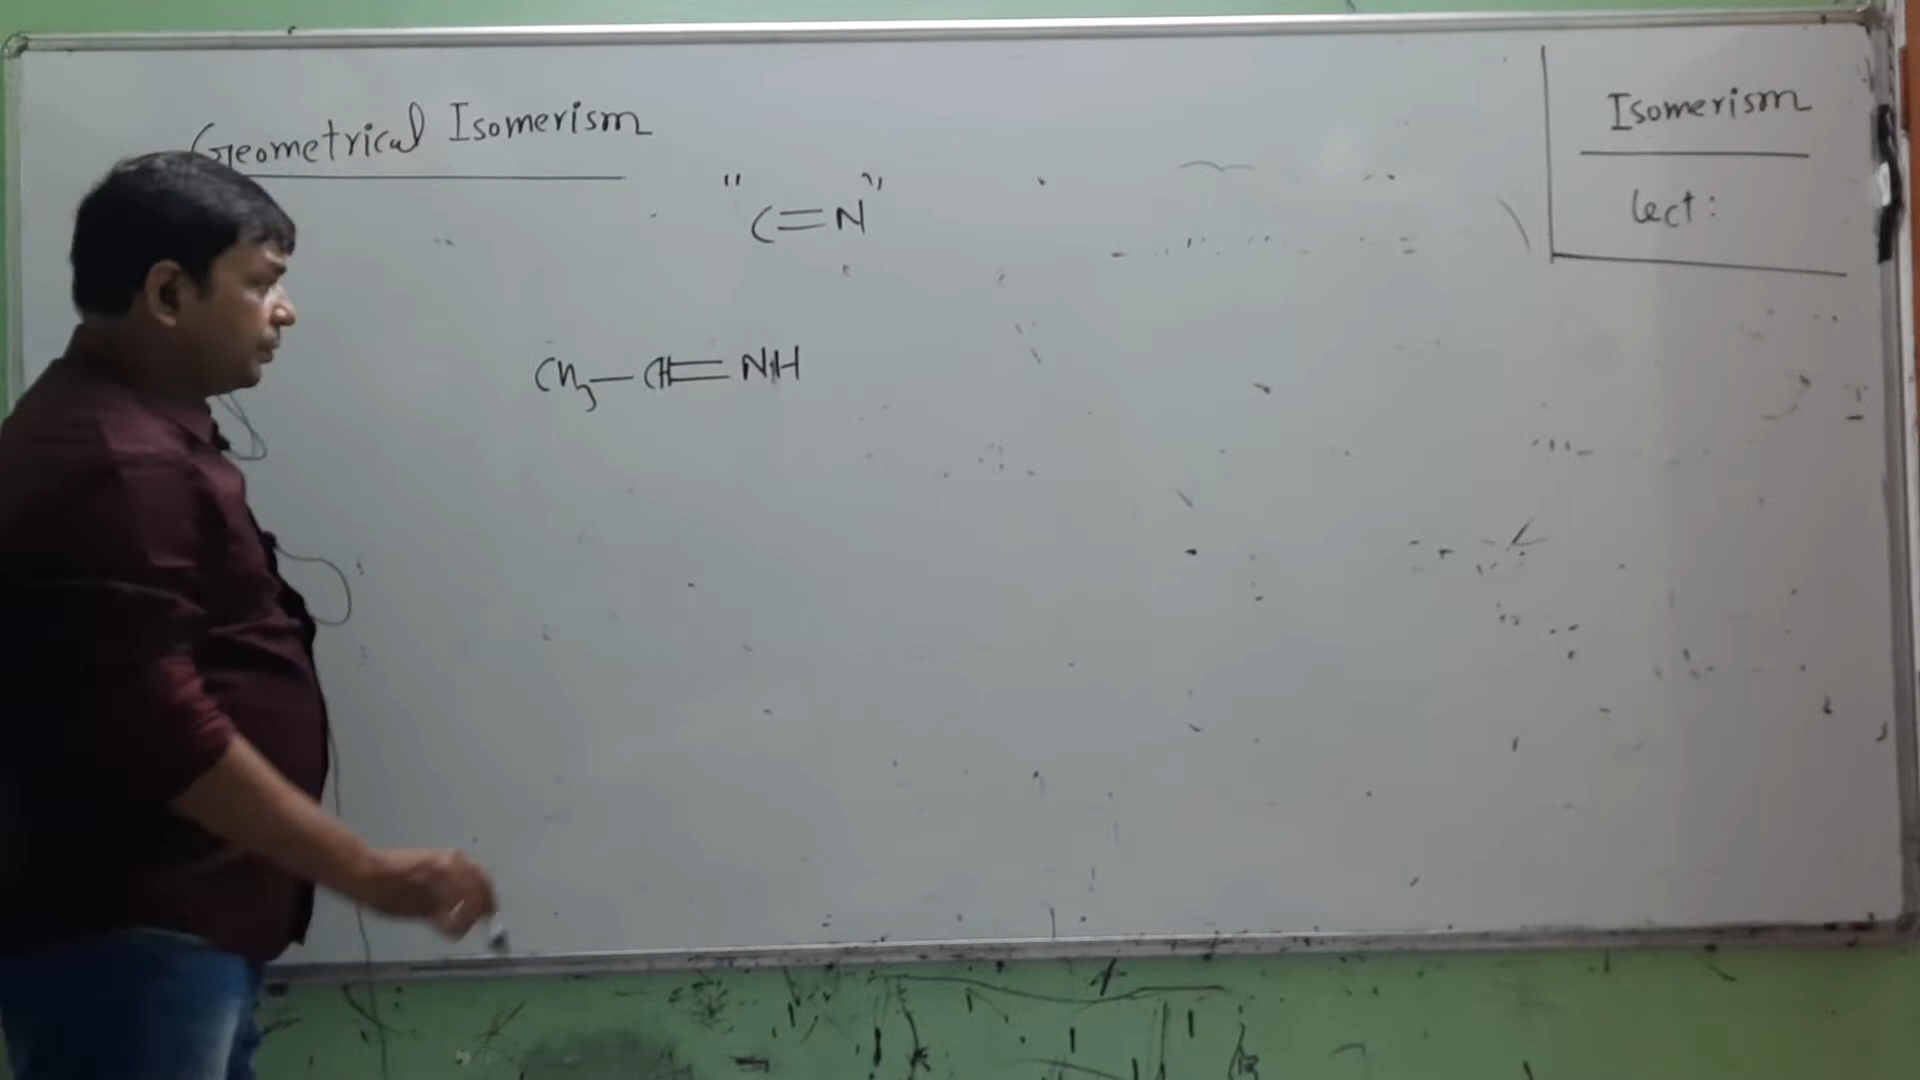 Geometrical Isomerism
"C=N"
CH3—CH=NH
Isomerism
Lect: